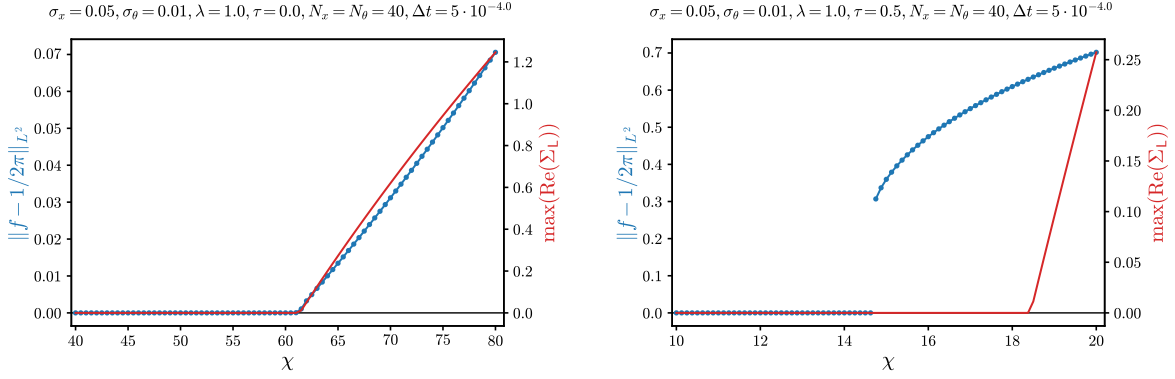 σ_x = 0.05, σ_θ = 0.01, λ = 1.0, τ = 0.0, N_x = N_θ = 40, Δt = 5 · 10^{-4.0}
||f − 1/2π||_{L^2}
0.07
0.06
0.05
0.04
0.03
0.02
0.01
0.00
1.2
1.0
0.8
0.6
0.4
0.2
0.0
max(Re(Σ_L))
40 45 50 55 60 65 70 75 80
χ
σ_x = 0.05, σ_θ = 0.01, λ = 1.0, τ = 0.5, N_x = N_θ = 40, Δt = 5 · 10^{-4.0}
||f − 1/2π||_{L^2}
0.7
0.6
0.5
0.4
0.3
0.2
0.1
0.0
0.25
0.20
0.15
0.10
0.05
0.00
max(Re(Σ_L))
10 12 14 16 18 20
χ